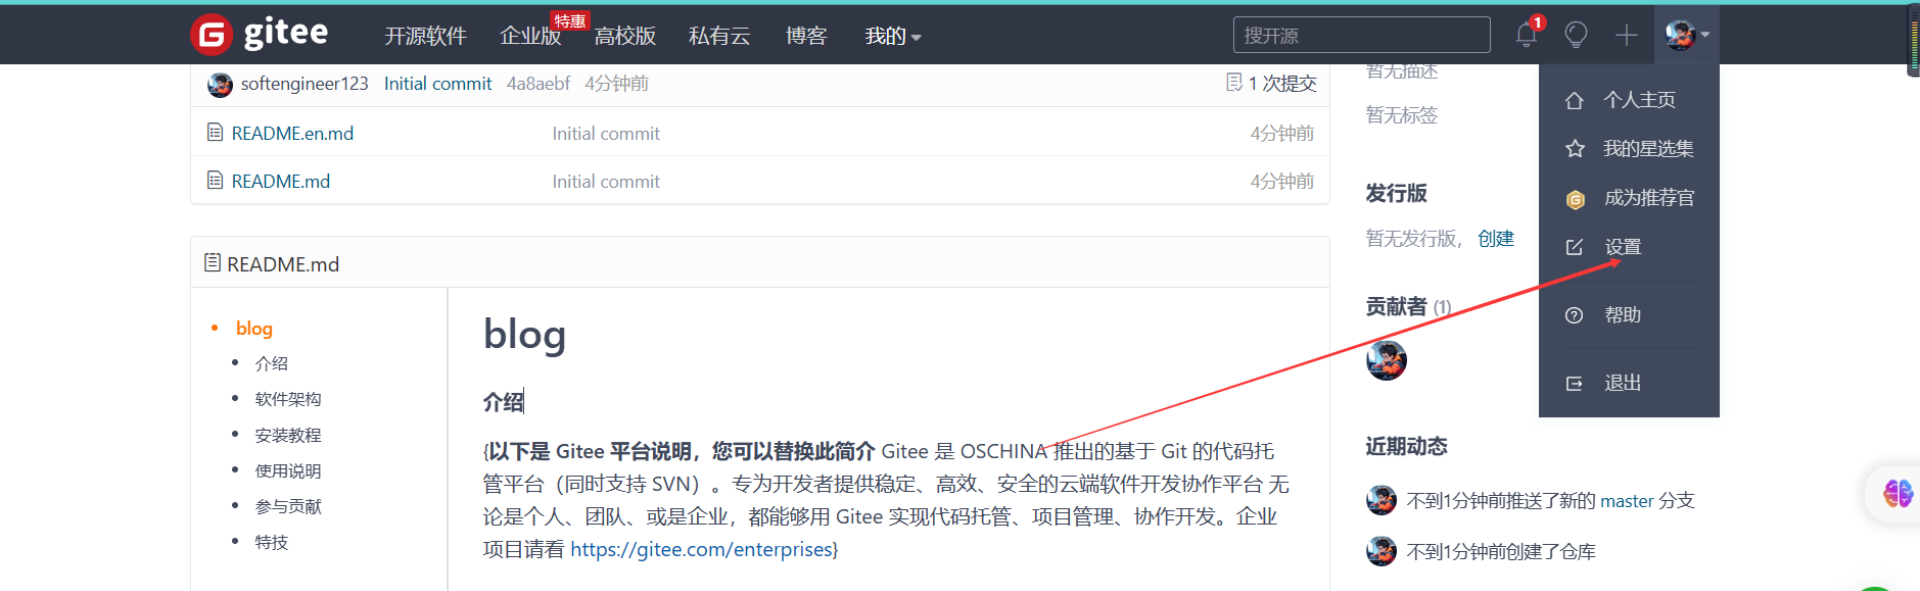 gitee
开源软件
企业版
特惠
高校版
私有云
博客
我的
搜开源
1
softengineer123 Initial commit 4a8aebf 4分钟前
1 次提交
README.en.md Initial commit 4分钟前
README.md Initial commit 4分钟前
README.md
blog
介绍
软件架构
安装教程
使用说明
参与贡献
特技
blog
介绍
{以下是 Gitee 平台说明，您可以替换此简介 Gitee 是 OSCHINA 推出的基于 Git 的代码托
管平台（同时支持 SVN）。专为开发者提供稳定、高效、安全的云端软件开发协作平台 无
论是个人、团队、或是企业，都能够用 Gitee 实现代码托管、项目管理、协作开发。企业
项目请看 https://gitee.com/enterprises}
暂无描述
暂无标签
发行版
暂无发行版， 创建
贡献者 (1)
近期动态
不到1分钟前推送了新的 master 分支
不到1分钟前创建了仓库
个人主页
我的星选集
成为推荐官
设置
帮助
退出